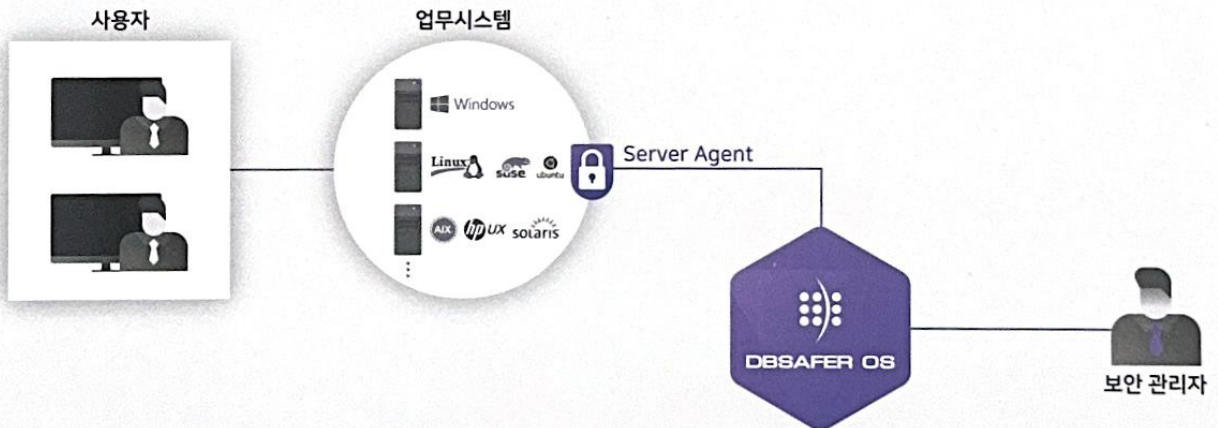 사용자
업무시스템
Windows
Linux SUSE ubuntu
Server Agent
AIX hp UX solaris
DBSAFER OS
보안 관리자